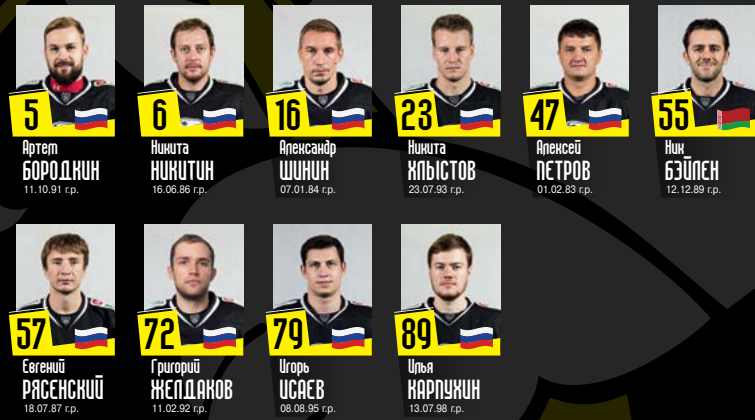 5
Артем
БОРОДКИН
11.10.91 г.р.
6
Никита
НИКИТИН
16.06.86 г.р.
16
Александр
ШИНИН
07.01.84 г.р.
23
Никита
ХЛЫСТОВ
23.07.93 г.р.
47
Алексей
ПЕТРОВ
01.02.83 г.р.
55
Ник
БЭЙЛЕН
12.12.89 г.р.
57
Евгений
РЯСЕНСКИЙ
18.07.87 г.р.
72
Григорий
ЖЕЛДАКОВ
11.02.92 г.р.
79
Игорь
ИСАЕВ
08.08.95 г.р.
89
Илья
КАРПУХИН
13.07.98 г.р.